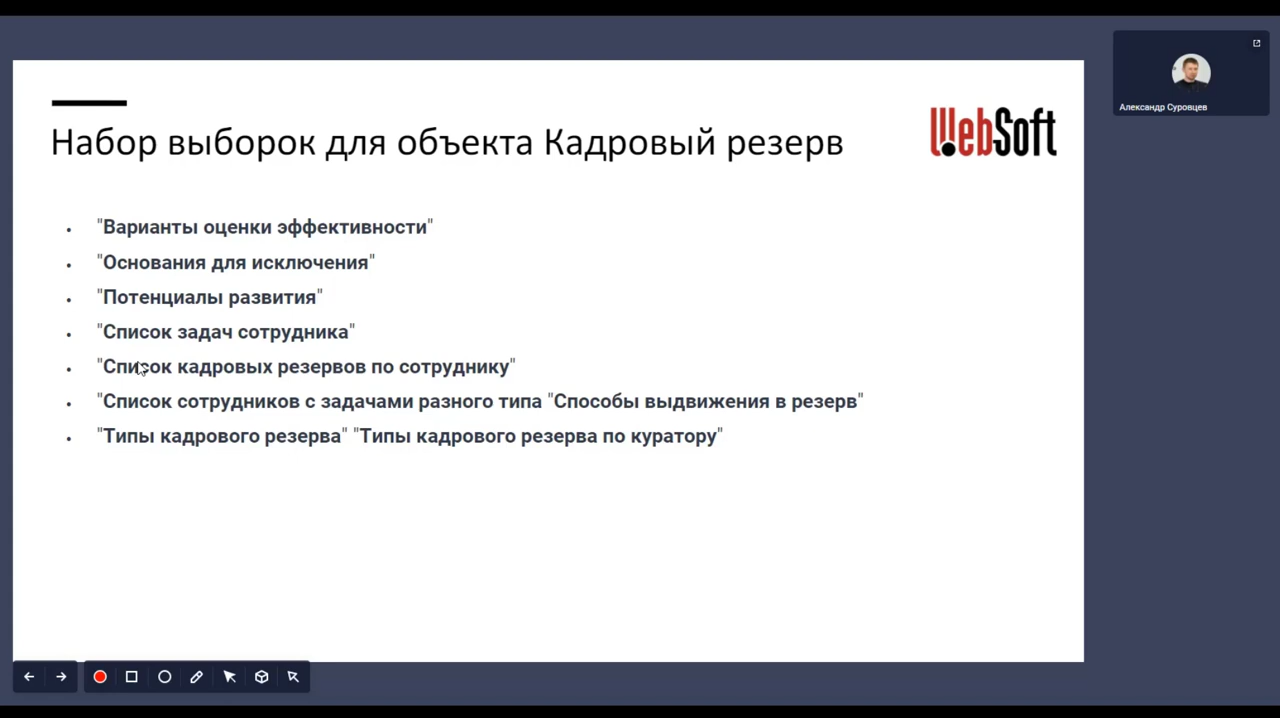 Александр Суровцев
Набор выборок для объекта Кадровый резерв
WebSoft
"Варианты оценки эффективности"
"Основания для исключения"
"Потенциалы развития"
"Список задач сотрудника"
"Список кадровых резервов по сотруднику"
"Список сотрудников с задачами разного типа "Способы выдвижения в резерв"
"Типы кадрового резерва" "Типы кадрового резерва по куратору"